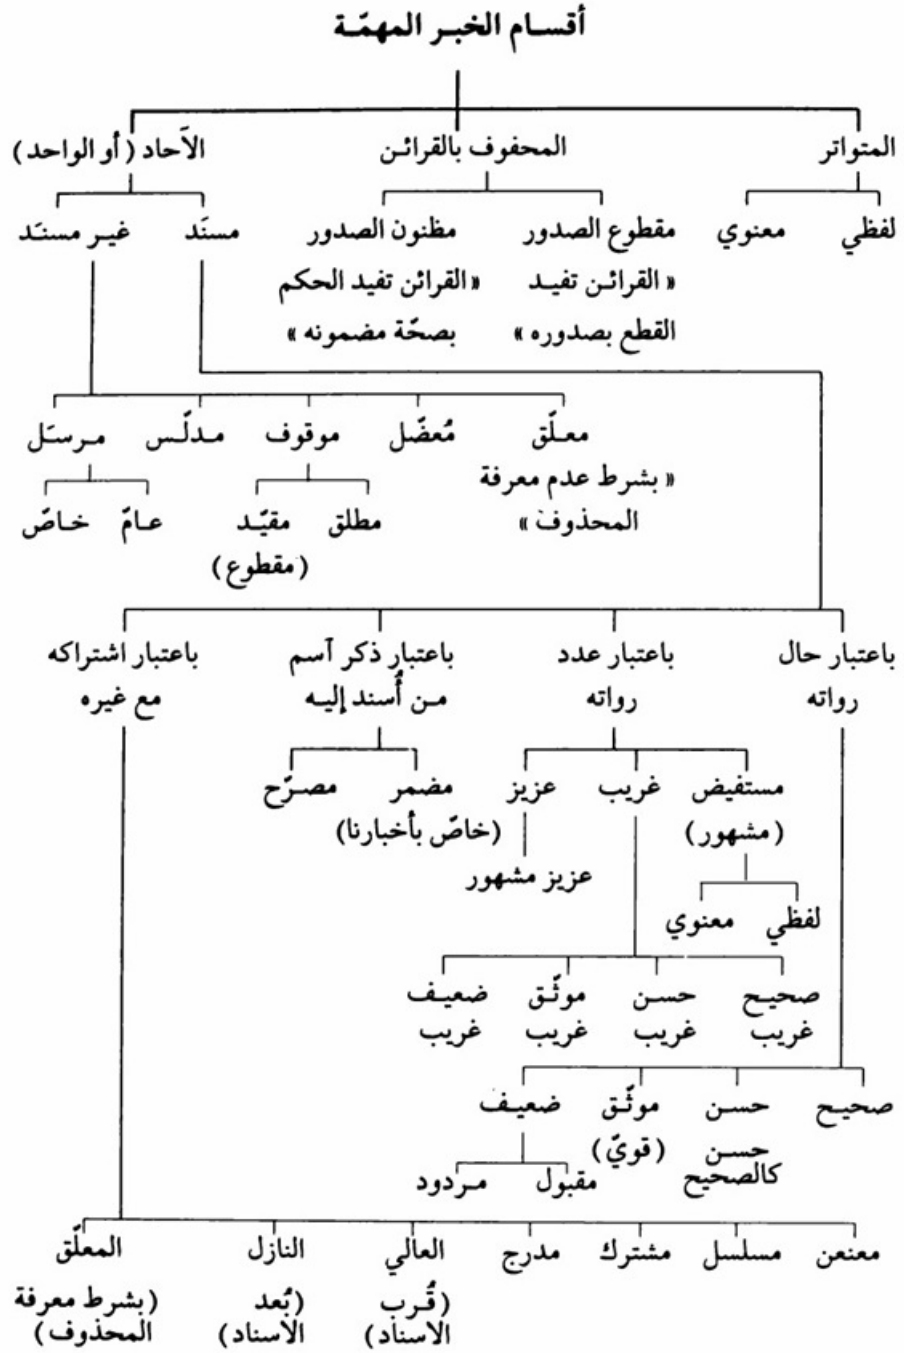 أقسام الخبر المهمّة
المتواتر المحفوف بالقرائن الآحاد (أو الواحد)
لفظي معنوي مقطوع الصدور مظنون الصدور مسنَد غير مسنَد
« القرائن تفيد « القرائن تفيد الحكم
القطع بصدوره » بصحّة مضمونه »
معلّق مُعضّل موقوف مدلّس مرسَل
« بشرط عدم معرفة
المحذوف » مطلق مقيّد عامّ خاصّ
(مقطوع)
باعتبار حال باعتبار عدد باعتبار ذكر آسم باعتبار اشتراكه
رواته رواته من أُسند إليه مع غيره
مستفيض غريب عزيز مضمر مصرّح
(مشهور) (خاصّ بأخبارنا)
عزيز مشهور
لفظي معنوي
صحيح حسن موثّق ضعيف
غريب غريب غريب غريب
صحيح حسن موثّق ضعيف
حسن (قويّ)
كالصحيح مقبول مردود
معنعن مسلسل مشترك مدرج العالي النازل المعلّق
(قُرب (بُعد (بشرط معرفة
الاسناد) الاسناد) المحذوف)